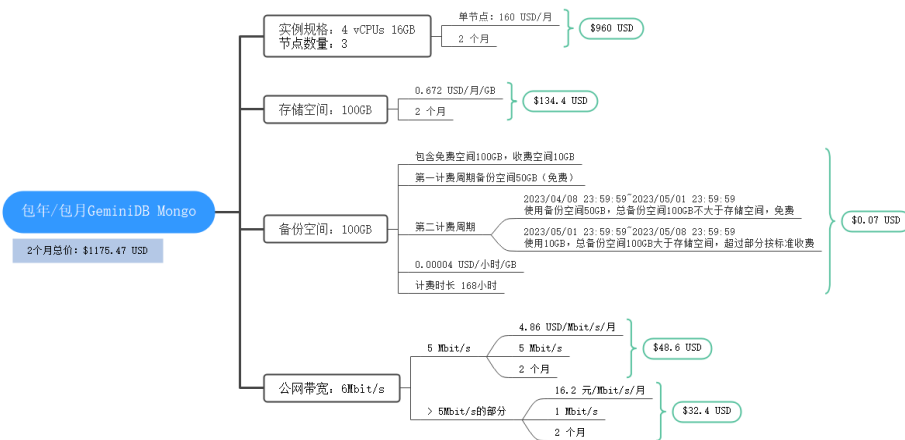 包年/包月GeminiDB Mongo
2个月总价：$1175.47 USD
实例规格：4 vCPUs 16GB
节点数量：3
单节点：160 USD/月
2 个月
$960 USD
存储空间：100GB
0.672 USD/月/GB
2 个月
$134.4 USD
备份空间：100GB
包含免费空间100GB，收费空间10GB
第一计费周期备份空间50GB（免费）
第二计费周期
2023/04/08 23:59:59~2023/05/01 23:59:59
使用备份空间50GB，总备份空间100GB不大于存储空间，免费
2023/05/01 23:59:59~2023/05/08 23:59:59
使用10GB，总备份空间100GB大于存储空间，超过部分按标准收费
0.00004 USD/小时/GB
计费时长 168小时
$0.07 USD
公网带宽：6Mbit/s
5 Mbit/s
4.86 USD/Mbit/s/月
5 Mbit/s
2 个月
$48.6 USD
> 5Mbit/s的部分
16.2 元/Mbit/s/月
1 Mbit/s
2 个月
$32.4 USD